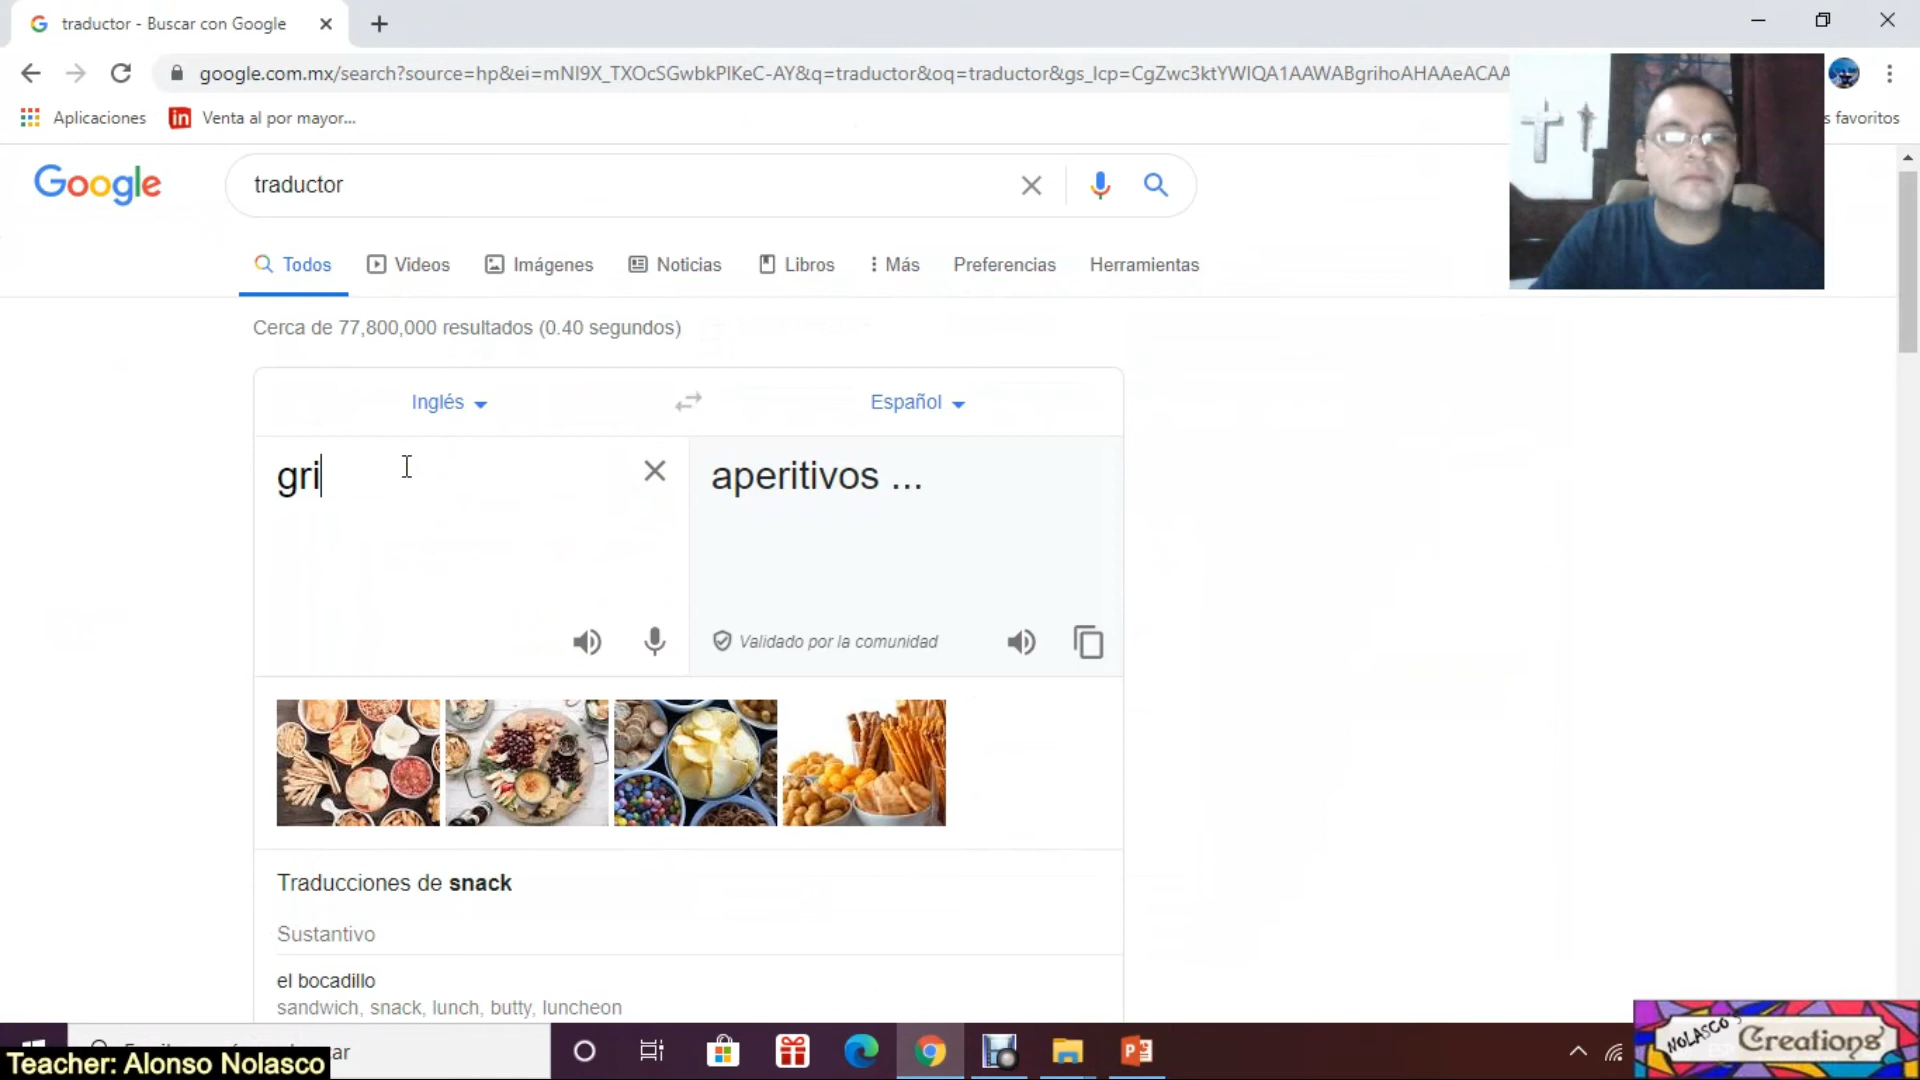 traductor - Buscar con Google
google.com.mx/search?source=hp&ei=mNI9X_TXOcSGwbkPlKeC-AY&q=traductor&oq=traductor&gs_lcp=CgZwc3ktYWIQA1AAWABgrihoAHAAeACAA
Aplicaciones
Venta al por mayor...
s favoritos
Google
traductor
Todos
Videos
Imágenes
Noticias
Libros
Más
Preferencias
Herramientas
Cerca de 77,800,000 resultados (0.40 segundos)
Inglés
Español
gri
aperitivos ...
Validado por la comunidad
Traducciones de snack
Sustantivo
el bocadillo
sandwich, snack, lunch, butty, luncheon
Teacher: Alonso Nolasco
NOLASCO'S
Creations